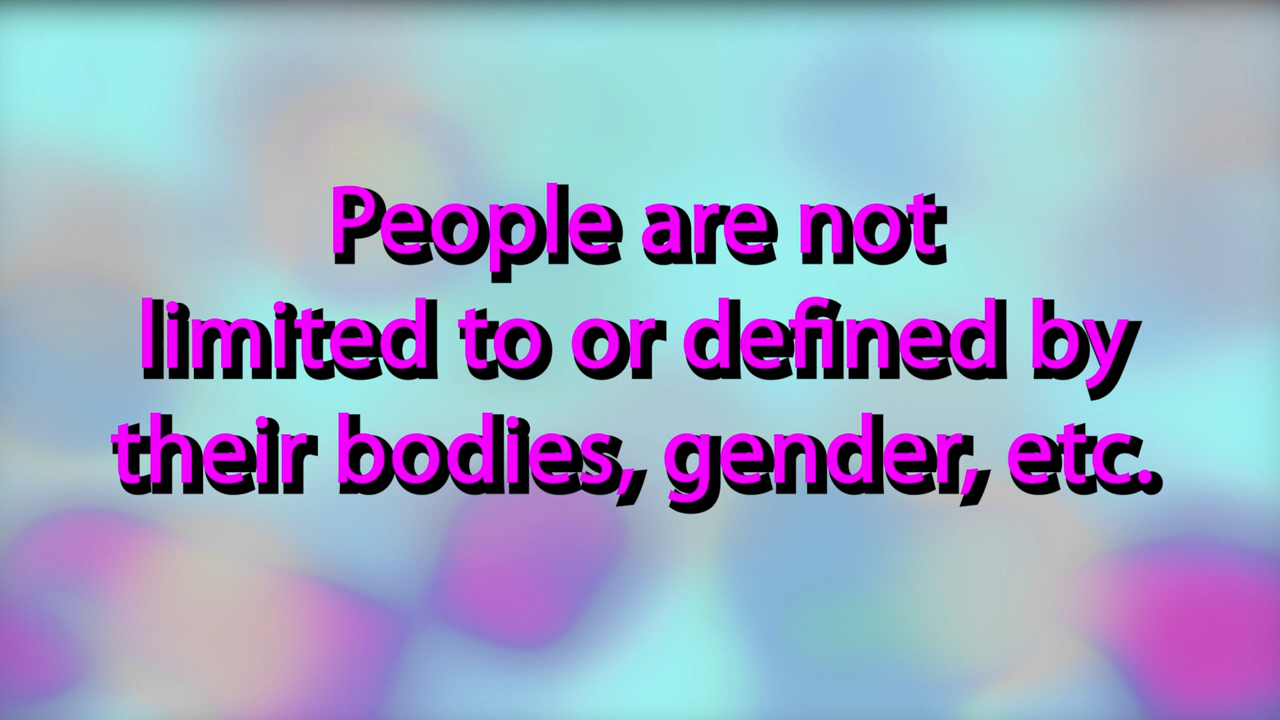 People are not
limited to or defined by
their bodies, gender, etc.